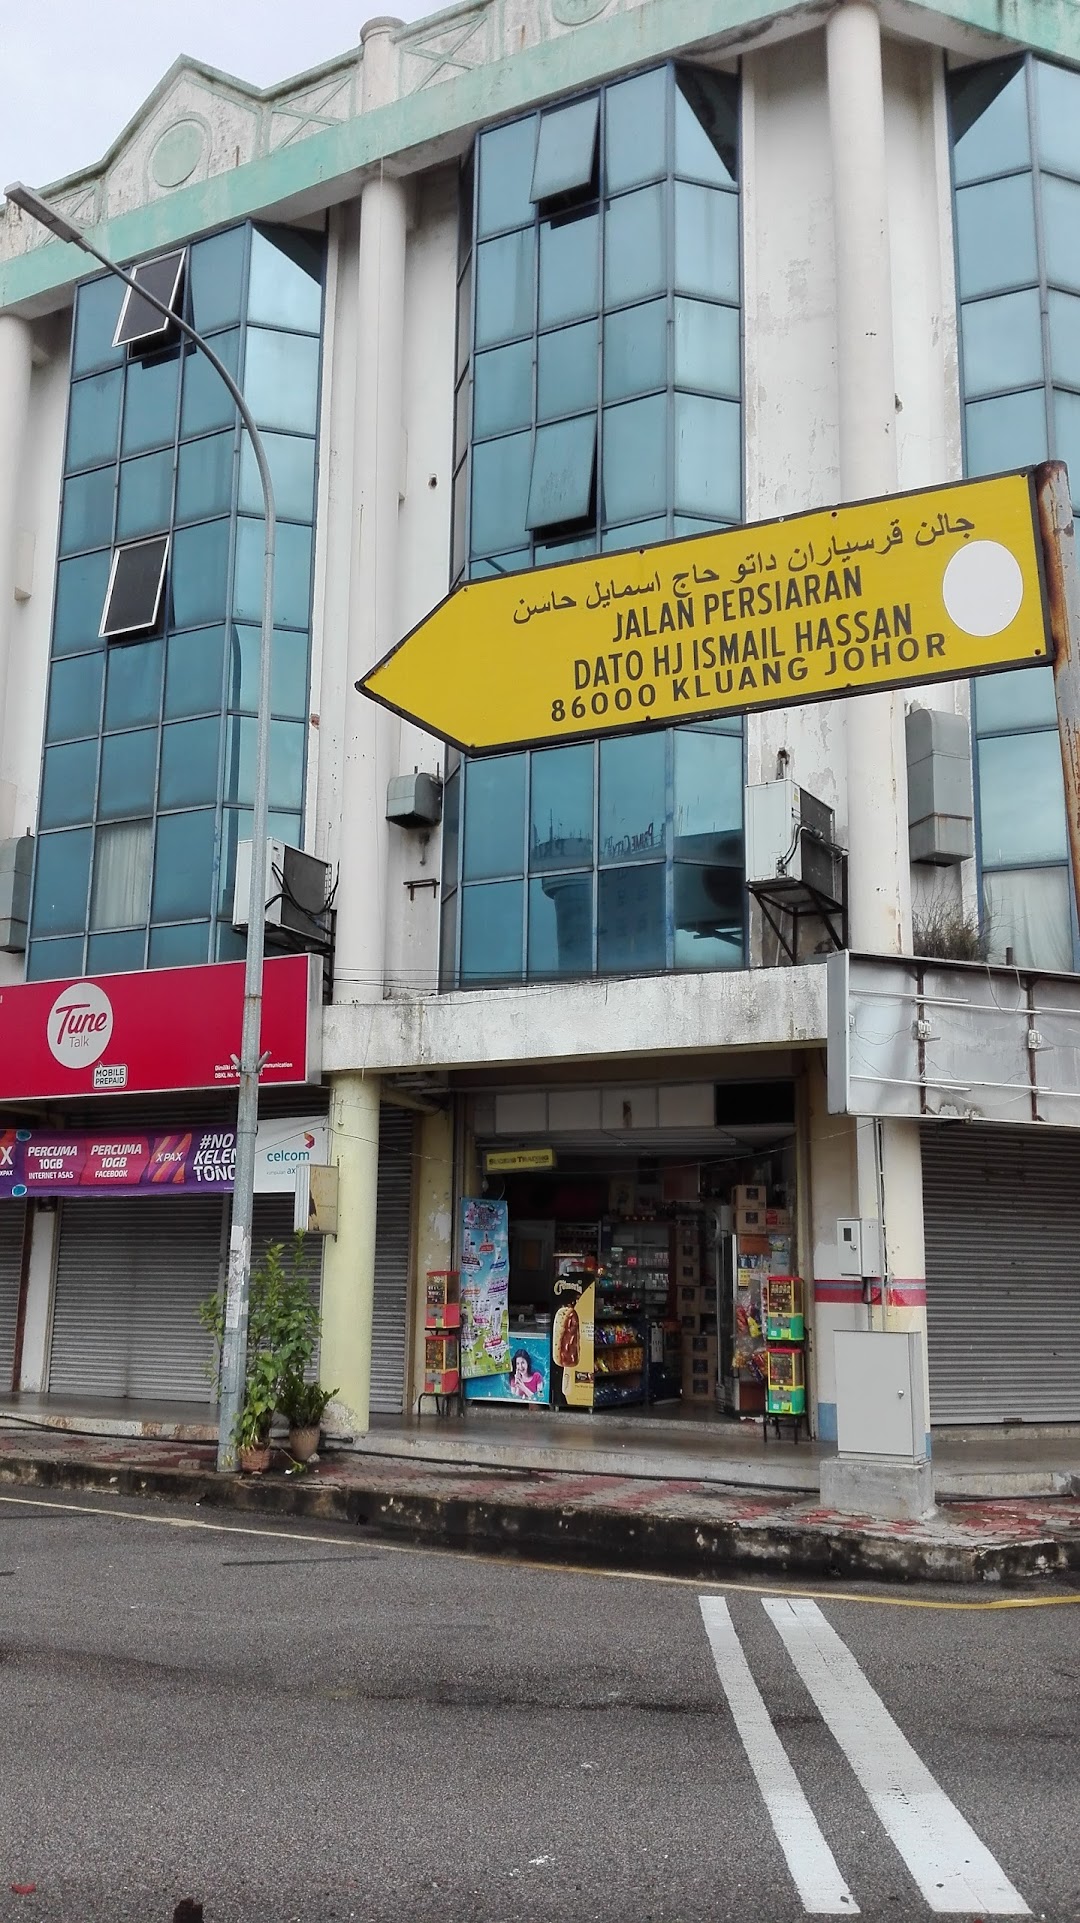 جالن قرسياران داتو حاج اسمايل حاسن
JALAN PERSIARAN
DATO HJ ISMAIL HASSAN
86000 KLUANG JOHOR
Tune
Talk
MOBILE
PREPAID
PERCUMA
10GB
INTERNET ASAS
PERCUMA
10GB
FACEBOOK
XPAX
#NO
celcom